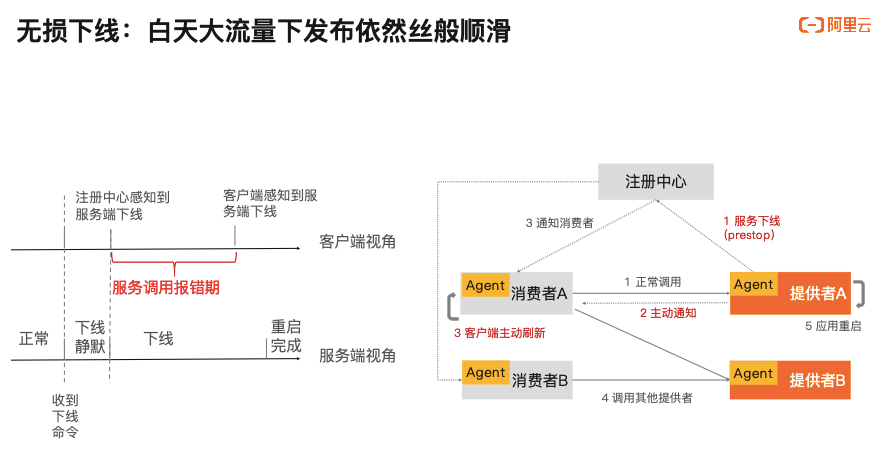 无损下线：白天大流量下发布依然丝般顺滑
阿里云
注册中心感知到
服务端下线
客户端感知到服
务端下线
客户端视角
服务调用报错期
正常
下线
静默
下线
重启
完成
服务端视角
收到
下线
命令
注册中心
3 通知消费者
1 服务下线
(prestop)
Agent
消费者A
1 正常调用
Agent
提供者A
2 主动通知
3 客户端主动刷新
5 应用重启
Agent
消费者B
4 调用其他提供者
Agent
提供者B